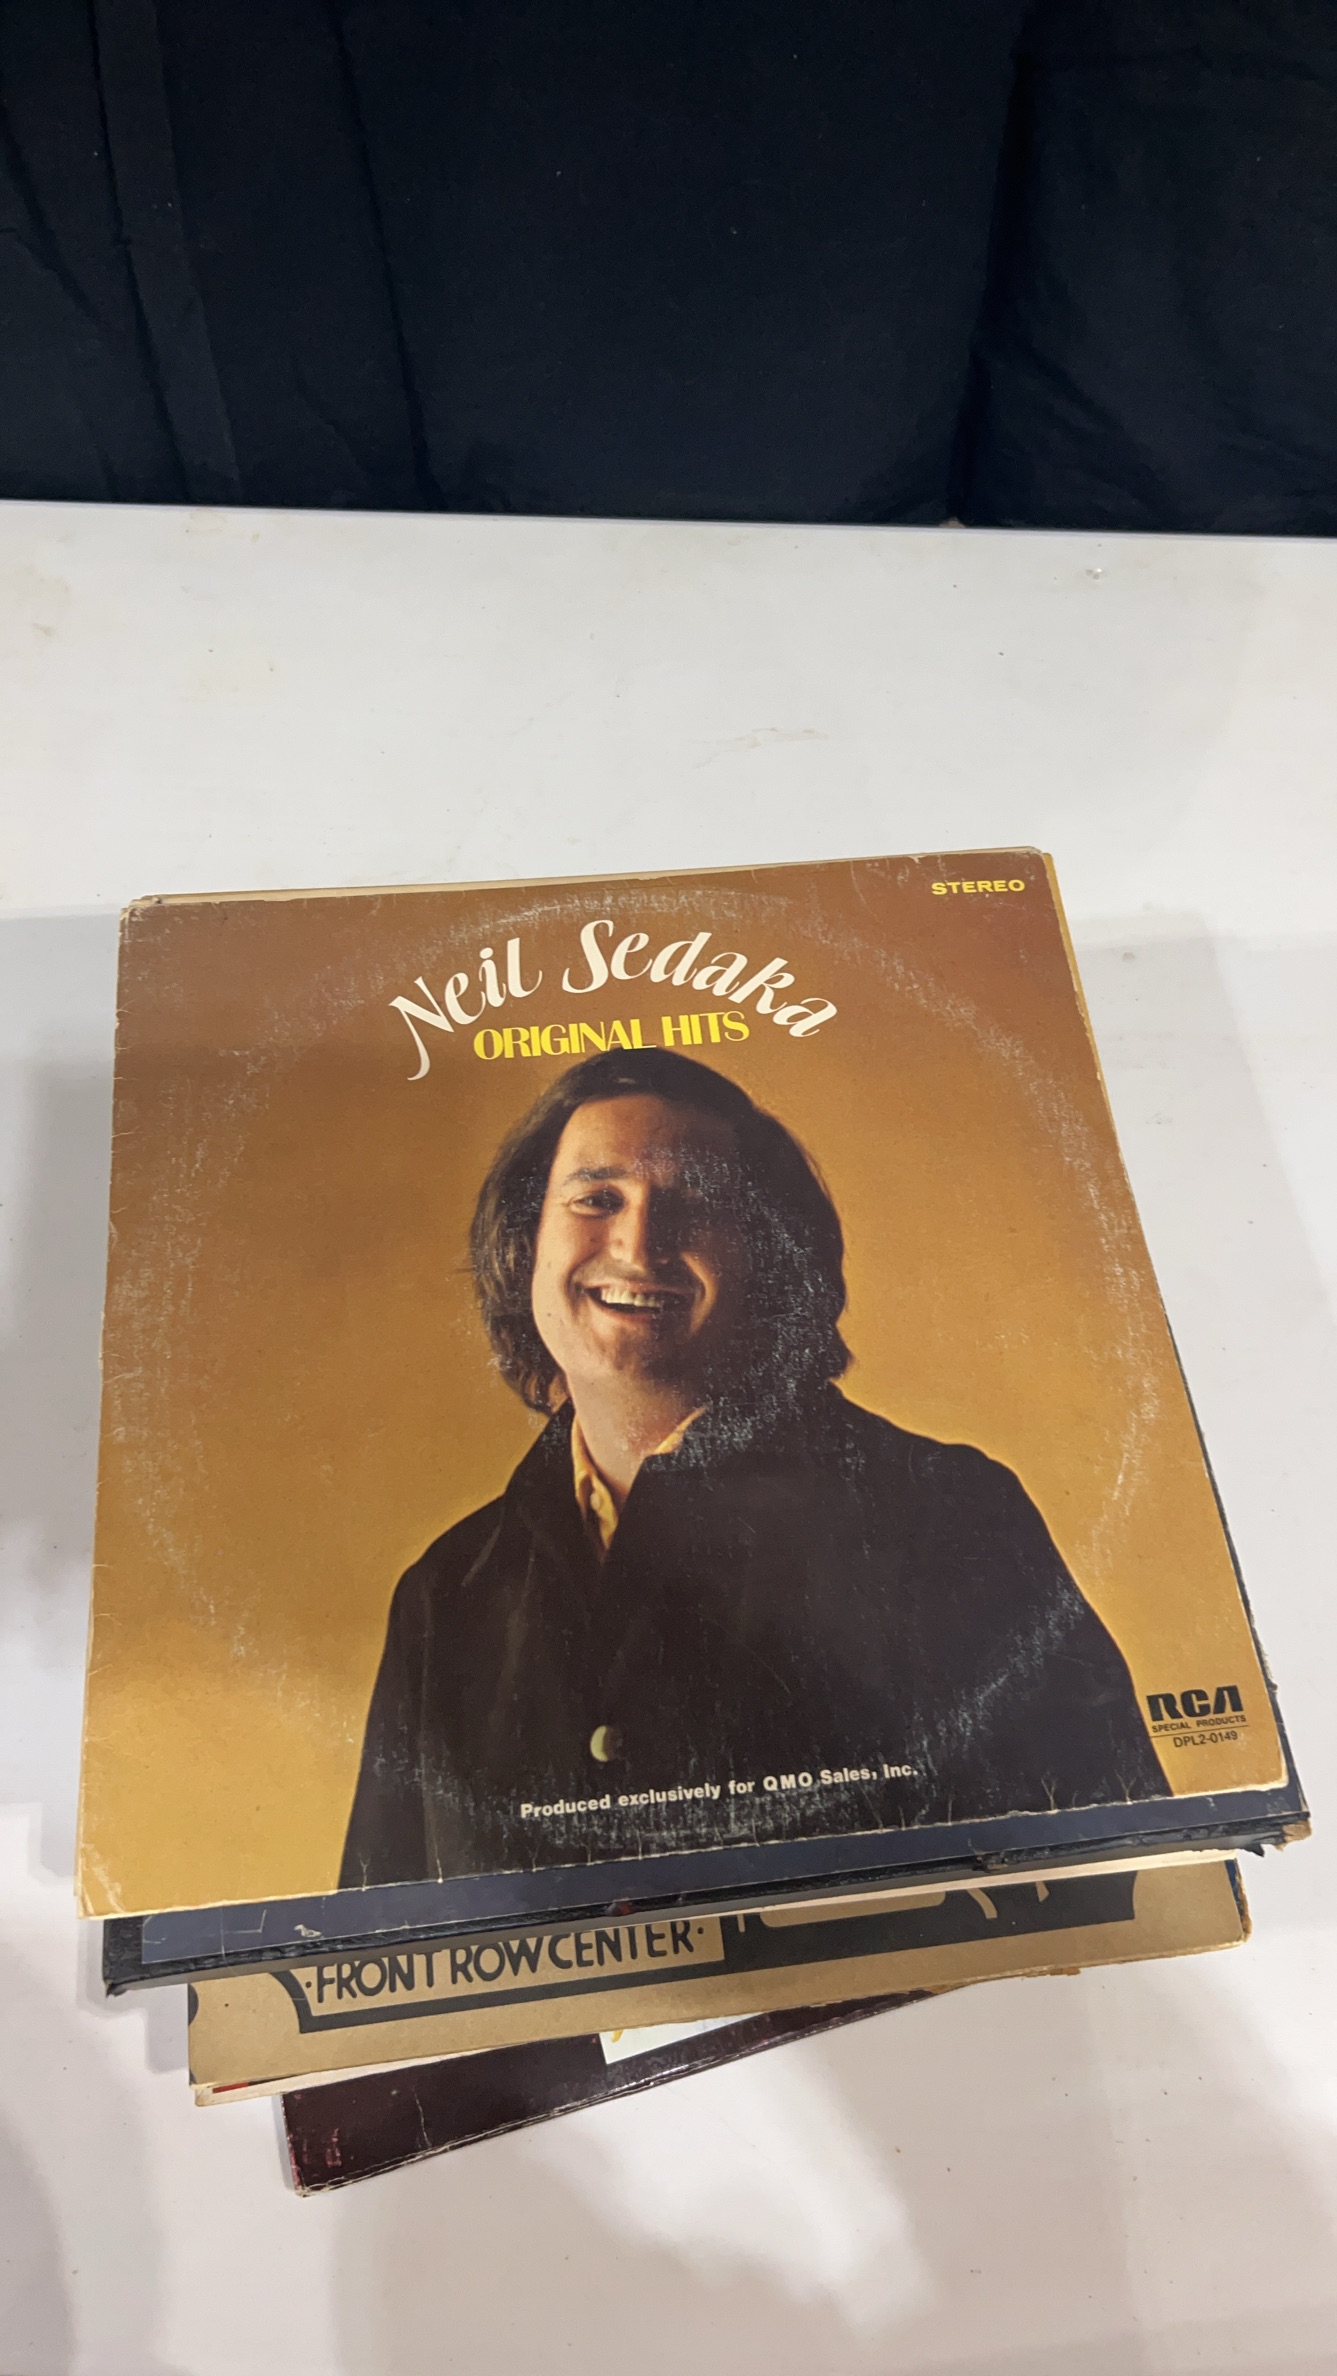 STEREO
Neil Sedaka
ORIGINAL HITS
RCA
SPECIAL PRODUCTS
DPL2-0149
Produced exclusively for QMO Sales, Inc.
·FRONT ROW CENTER·